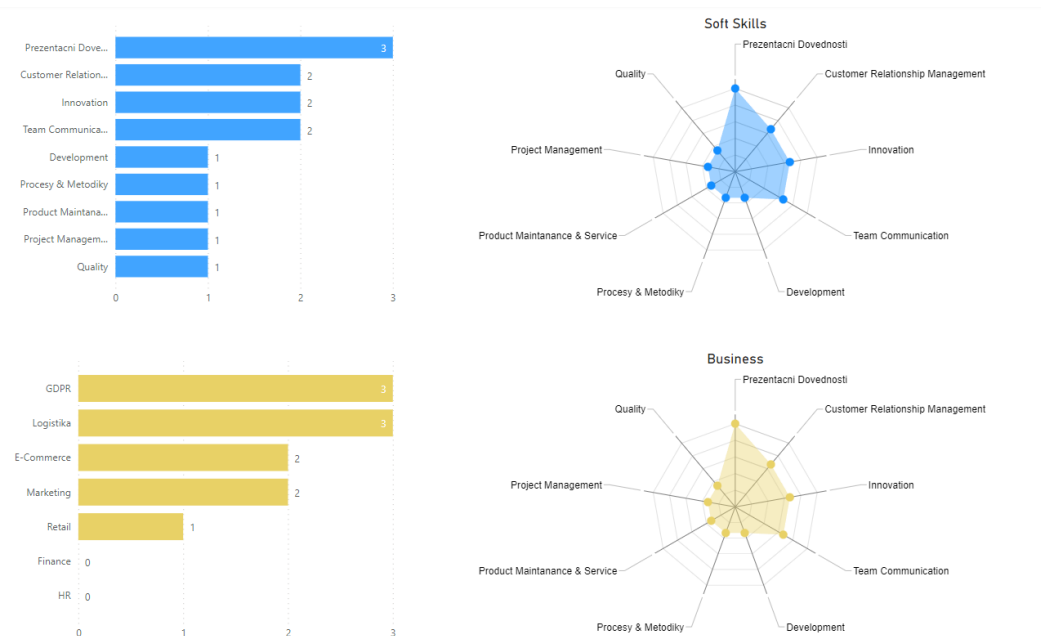 Prezentacni Dove...
3
Customer Relation...
2
Innovation
2
Team Communica...
2
Development
1
Procesy & Metodiky
1
Product Maintana...
1
Project Managem...
1
Quality
1
0
1
2
3
Soft Skills
Prezentacni Dovednosti
Quality
Customer Relationship Management
Project Management
Innovation
Product Maintanance & Service
Team Communication
Procesy & Metodiky
Development
GDPR
3
Logistika
3
E-Commerce
2
Marketing
2
Retail
1
Finance
0
HR
0
0
1
2
3
Business
Prezentacni Dovednosti
Quality
Customer Relationship Management
Project Management
Innovation
Product Maintanance & Service
Team Communication
Procesy & Metodiky
Development